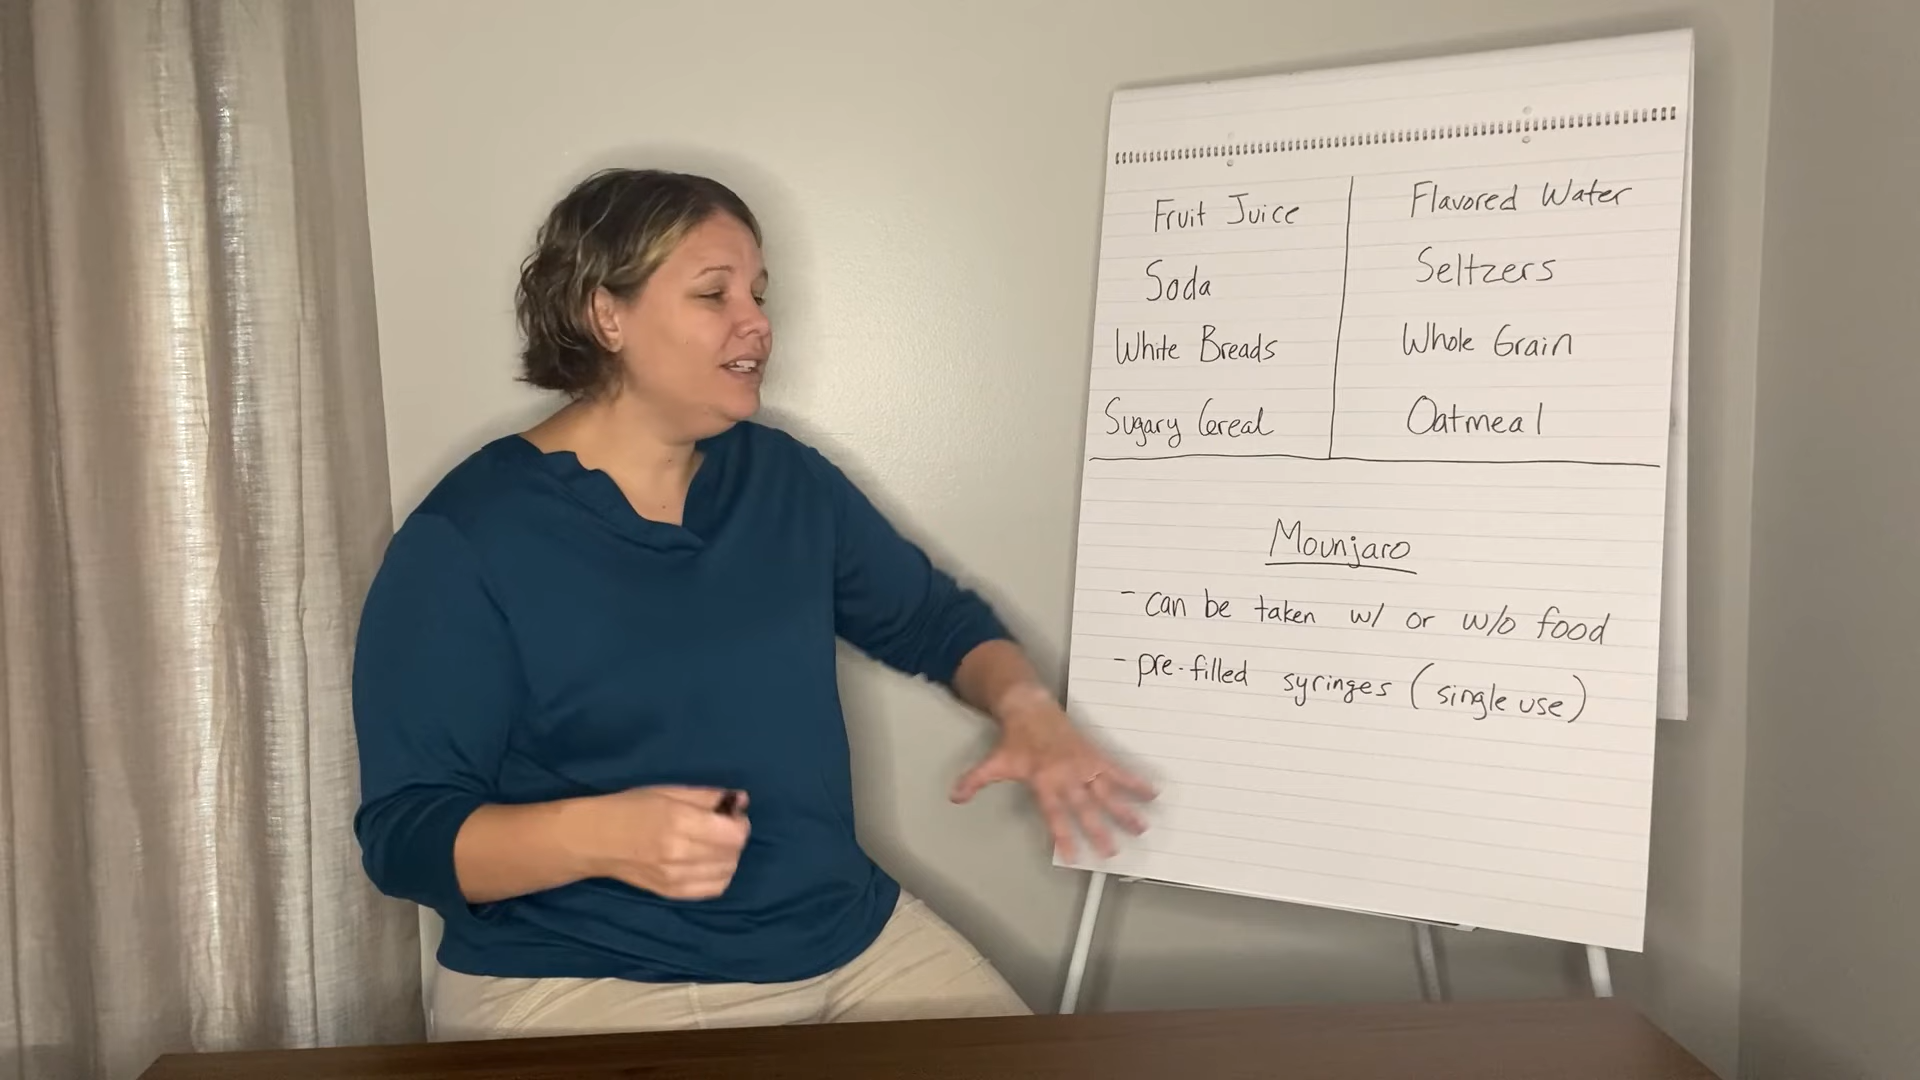 Fruit Juice
Flavored Water
Soda
Seltzers
White Breads
Whole Grain
Sugary Cereal
Oatmeal
Mounjaro
- can be taken w/ or w/o food
- pre-filled syringes (single use)